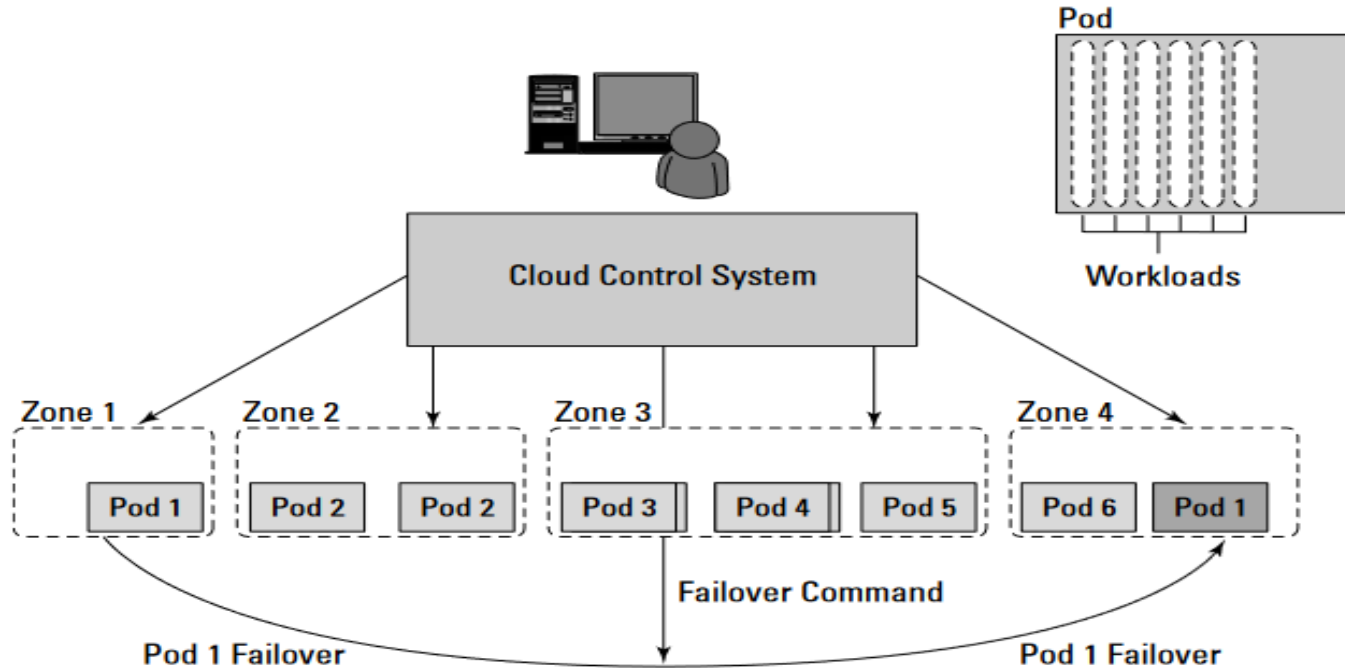 Pod
Workloads
Cloud Control System
Zone 1
Zone 2
Zone 3
Zone 4
Pod 1
Pod 2
Pod 2
Pod 3
Pod 4
Pod 5
Pod 6
Pod 1
Failover Command
Pod 1 Failover
Pod 1 Failover